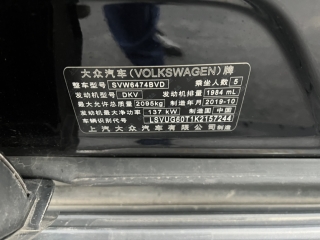 大众汽车(VOLKSWAGEN)牌
整车型号 SVW6474BVD 乘坐人数 5
发动机型号 DKV 发动机排量 1984 mL
最大允许总质量 2095kg 制造年月 2019-10
发动机最大净功率 137 kW 制造国 中国
车辆识别代号 LSVUG60T1K2157244
上汽大众汽车有限公司 制造